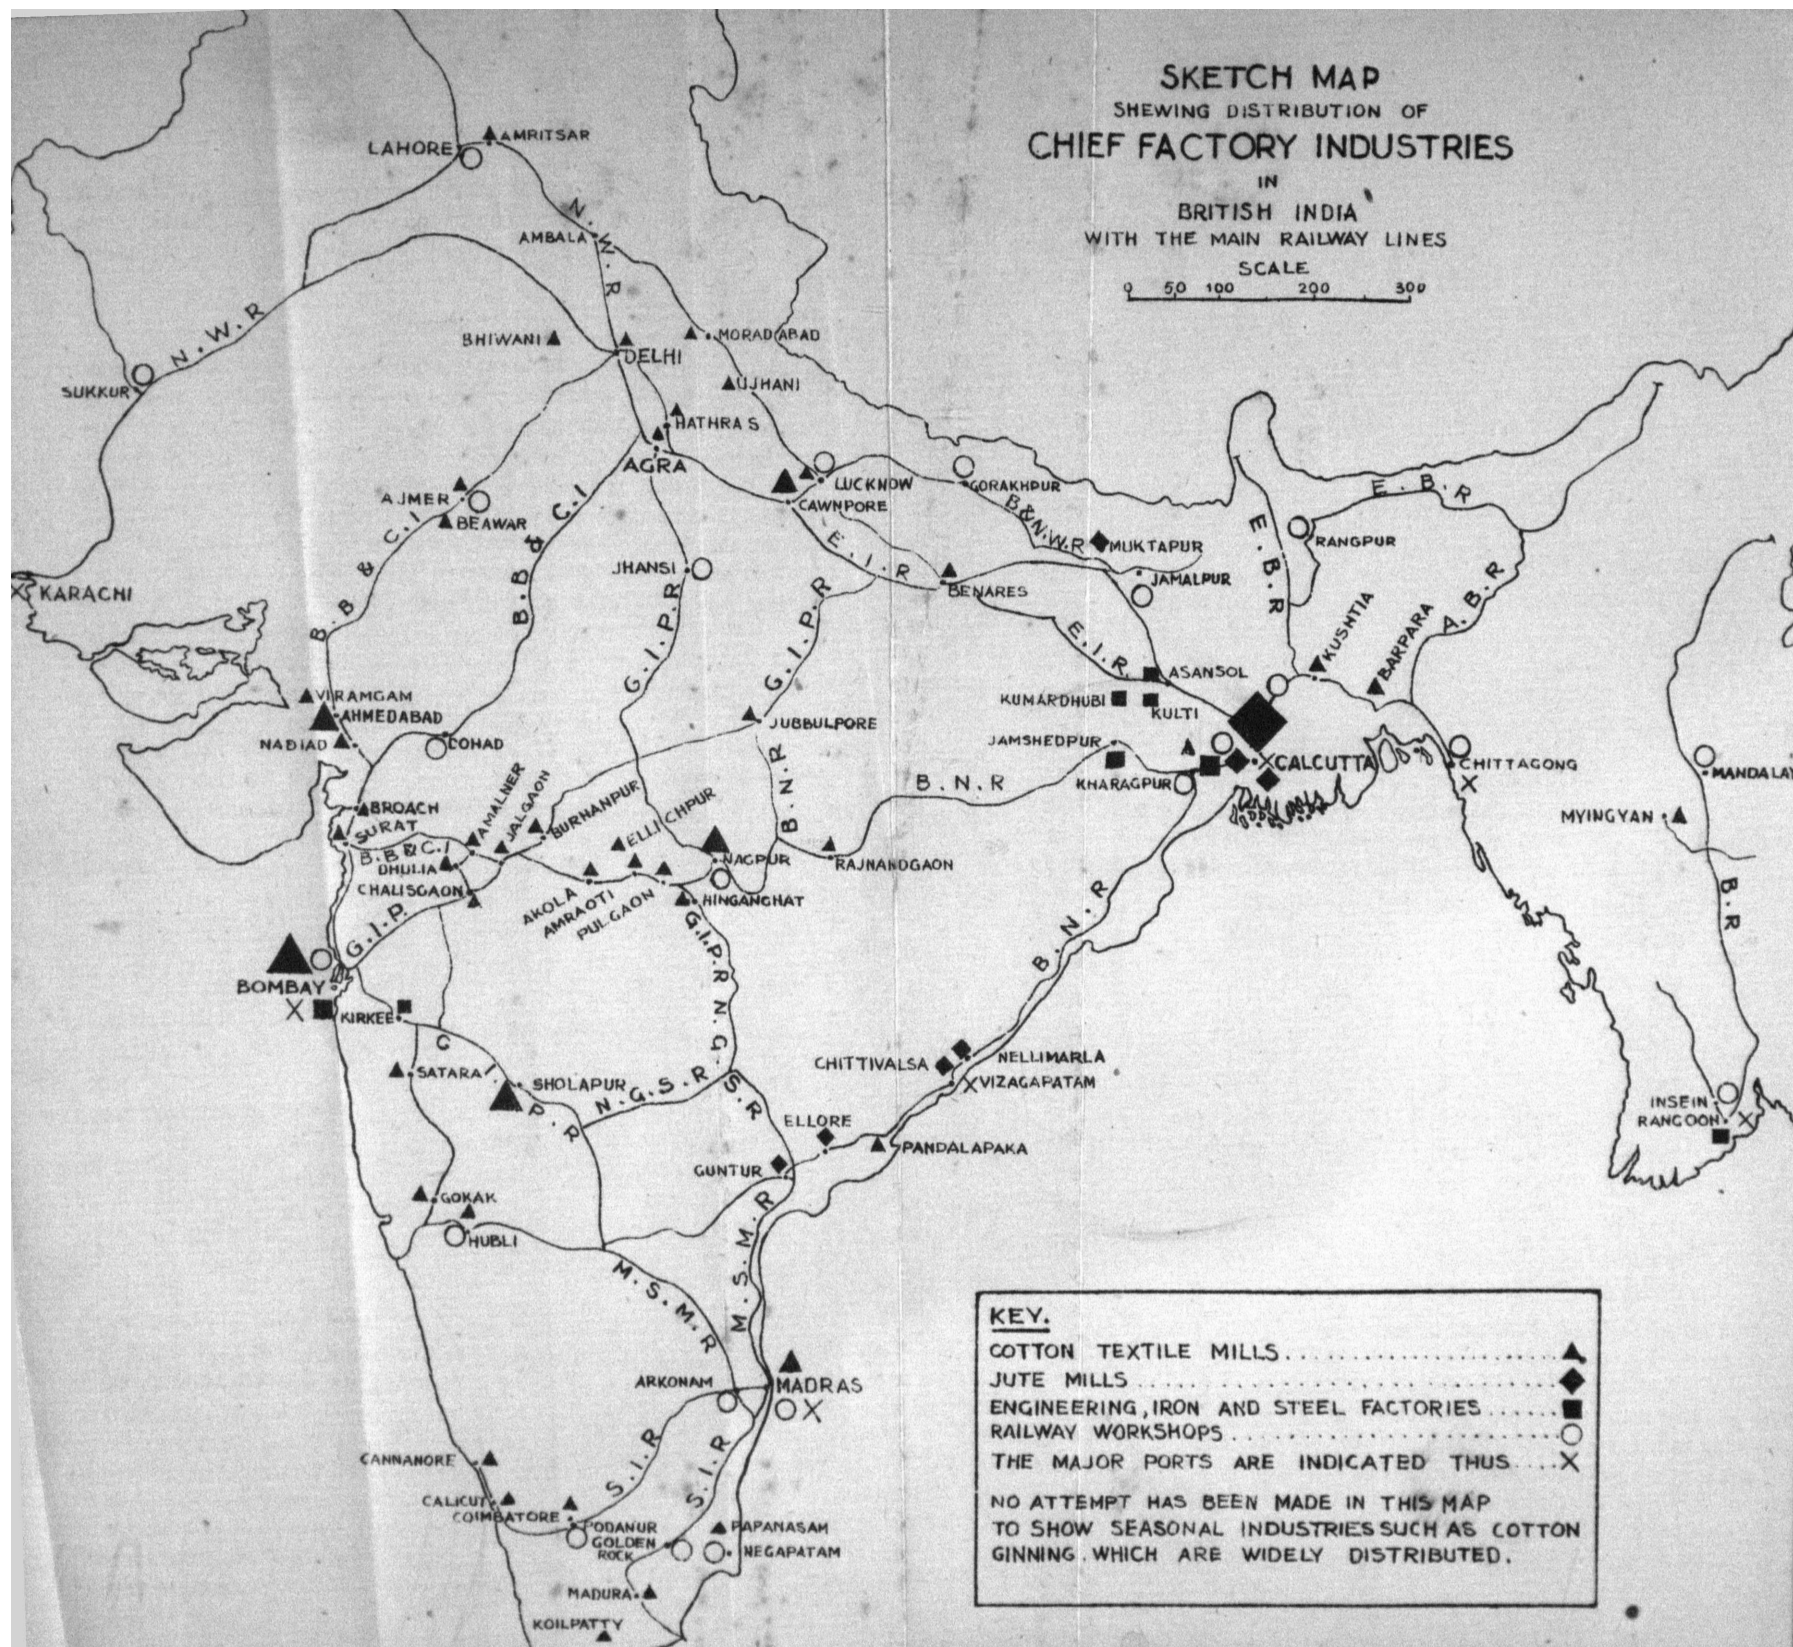 SKETCH MAP
SHEWING DISTRIBUTION OF
CHIEF FACTORY INDUSTRIES
IN
BRITISH INDIA
WITH THE MAIN RAILWAY LINES
SCALE
0 50 100 200 300
AMRITSAR
LAHORE
N.W.R
AMBALA
N.W.R
BHIWANI
DELHI
MORADABAD
SUKKUR
UJHANI
HATHRAS
AGRA
LUCKNOW
GORAKHPUR
E.B.R
AJMER
CAWNPORE
BEAWAR
B.B & C.I
B.B & C.I
E.I.R
B&N.W.R
MUKTAPUR
E.B.R
RANGPUR
JHANSI
JAMALPUR
KARACHI
BENARES
A.B.R
G.I.P.R
G.I.P.R
E.I.R
KUSHTIA
BARPARA
ASANSOL
VIRAMGAM
KUMARDHUBI
KULTI
AHMEDABAD
JUBBULPORE
NADIAD
DOHAD
JAMSHEDPUR
CALCUTTA
CHITTAGONG
MANDALAY
KHARAGPUR
B.N.R
B.N.R
BROACH
AMALNER
JALGAON
BURHANPUR
ELLICHPUR
MYINGYAN
SURAT
B.B&C.I
DHULIA
NAGPUR
RAJNANDGAON
CHALISGAON
AKOLA
AMRAOTI
PULGAON
HINGANGHAT
B.R
G.I.P.
G.I.P.R
B.N.R
BOMBAY
KIRKEE
N.G.S.R
G.I.P.R
SATARA
SHOLAPUR
N.G.S.R
CHITTIVALSA
NELLIMARLA
VIZAGAPATAM
INSEIN
RANGOON
ELLORE
PANDALAPAKA
GUNTUR
GOKAK
HUBLI
M.S.M.R
M.S.M.R
ARKONAM
MADRAS
CANNANORE
S.I.R
S.I.R
CALICUT
COIMBATORE
PODANUR
GOLDEN
ROCK
PAPANASAM
NEGAPATAM
MADURA
KOILPATTY
KEY.
COTTON TEXTILE MILLS
JUTE MILLS
ENGINEERING, IRON AND STEEL FACTORIES
RAILWAY WORKSHOPS
THE MAJOR PORTS ARE INDICATED THUS X
NO ATTEMPT HAS BEEN MADE IN THIS MAP
TO SHOW SEASONAL INDUSTRIES SUCH AS COTTON
GINNING. WHICH ARE WIDELY DISTRIBUTED.